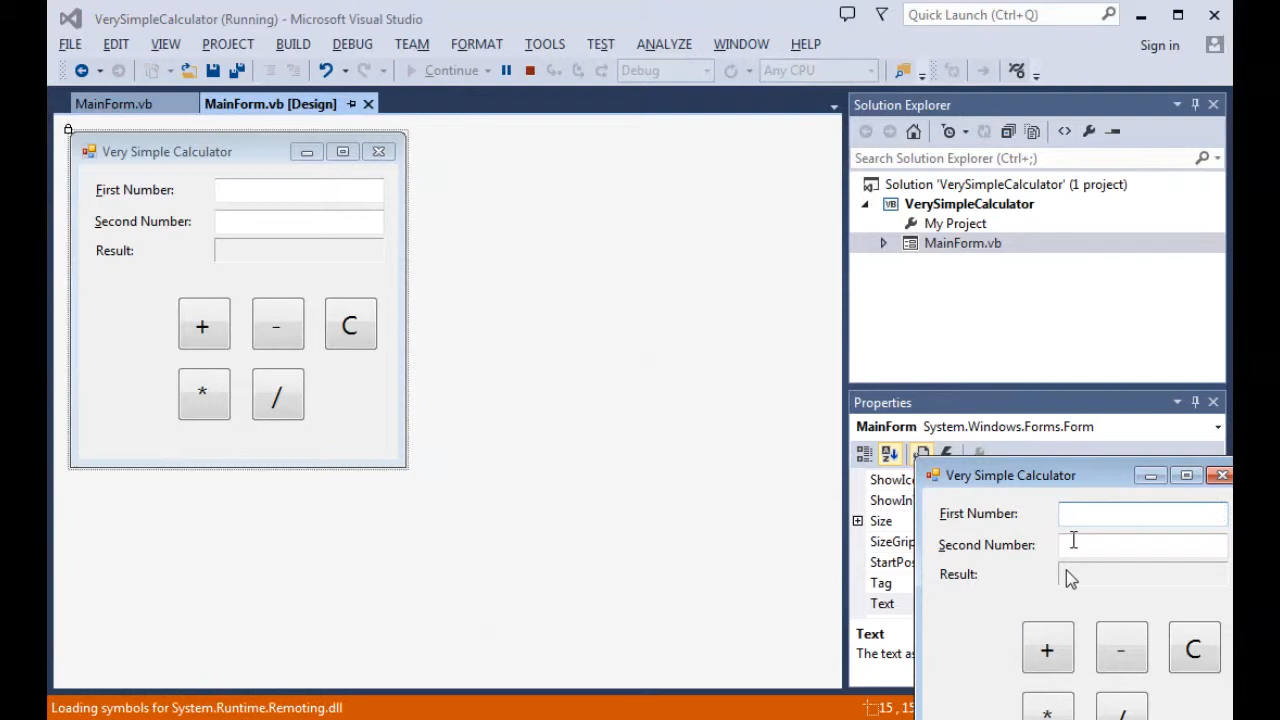 VerySimpleCalculator (Running) - Microsoft Visual Studio
Quick Launch (Ctrl+Q)
FILE EDIT VIEW PROJECT BUILD DEBUG TEAM FORMAT TOOLS TEST ANALYZE WINDOW HELP
Sign in
Continue Debug Any CPU
MainForm.vb MainForm.vb [Design]
Very Simple Calculator
First Number:
Second Number:
Result:
+ - C
* /
Solution Explorer
Search Solution Explorer (Ctrl+;)
Solution 'VerySimpleCalculator' (1 project)
VB VerySimpleCalculator
My Project
MainForm.vb
Properties
MainForm System.Windows.Forms.Form
Size
Tag
Text
Text
Very Simple Calculator
First Number:
Second Number:
Result:
+ - C
* /
Loading symbols for System.Runtime.Remoting.dll